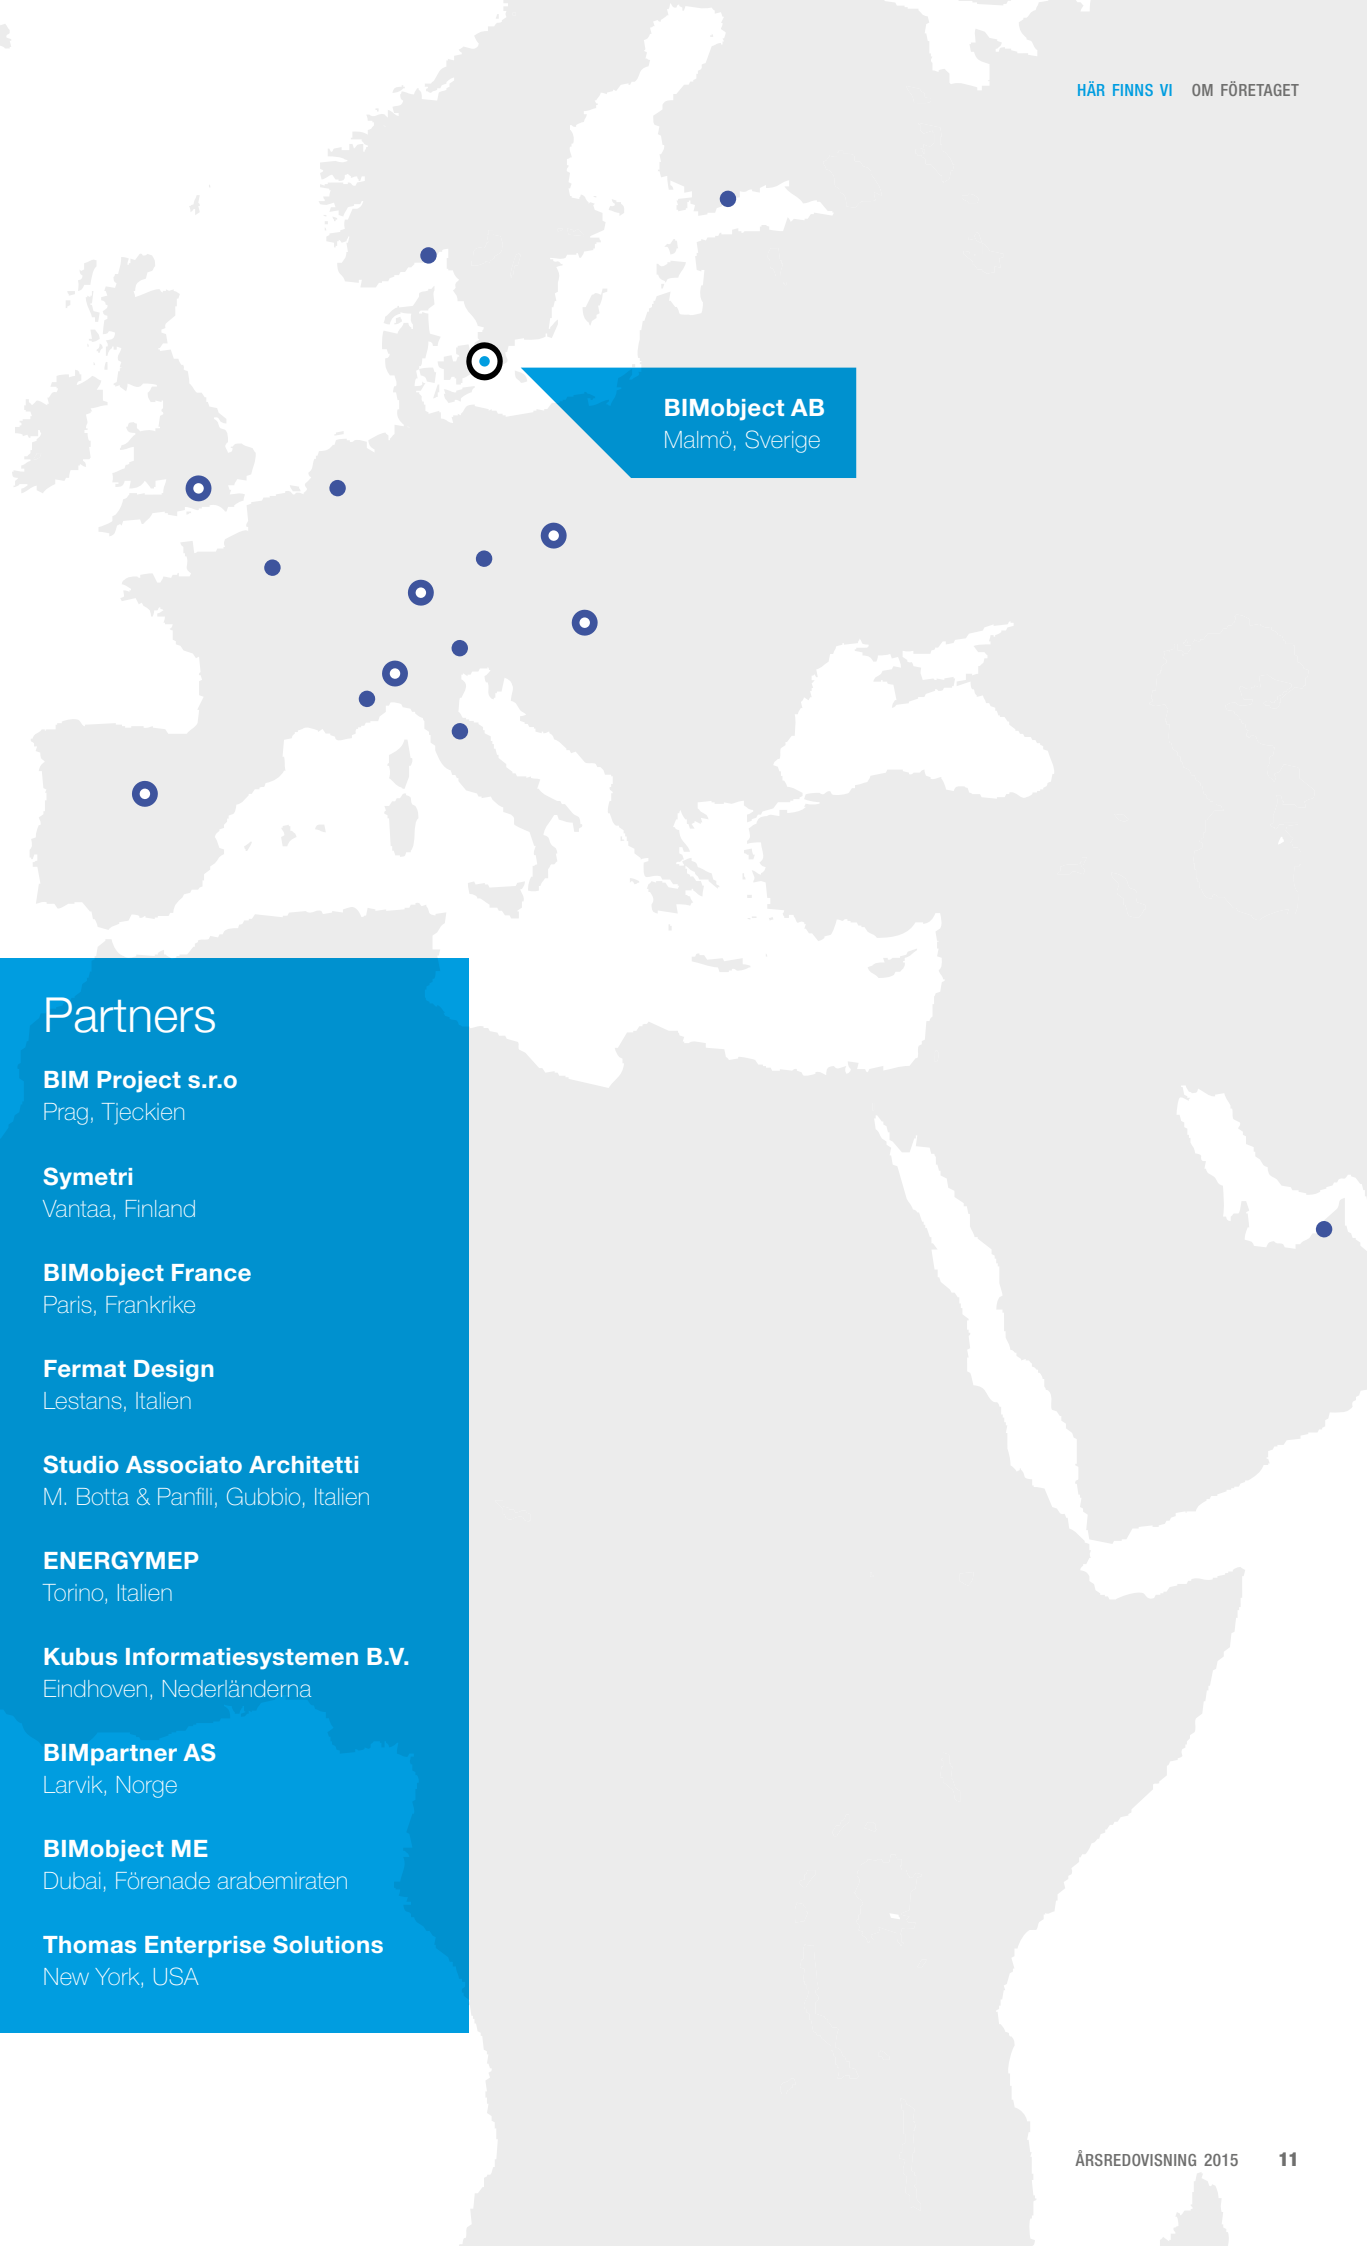 HÄR FINNS VI OM FÖRETAGET
BIMobject AB
Malmö, Sverige
Partners
BIM Project s.r.o
Prag, Tjeckien
Symetri
Vantaa, Finland
BIMobject France
Paris, Frankrike
Fermat Design
Lestans, Italien
Studio Associato Architetti
M. Botta & Panfili, Gubbio, Italien
ENERGYMEP
Torino, Italien
Kubus Informatiesystemen B.V.
Eindhoven, Nederländerna
BIMpartner AS
Larvik, Norge
BIMobject ME
Dubai, Förenade arabemiraten
Thomas Enterprise Solutions
New York, USA
ÅRSREDOVISNING 2015 11